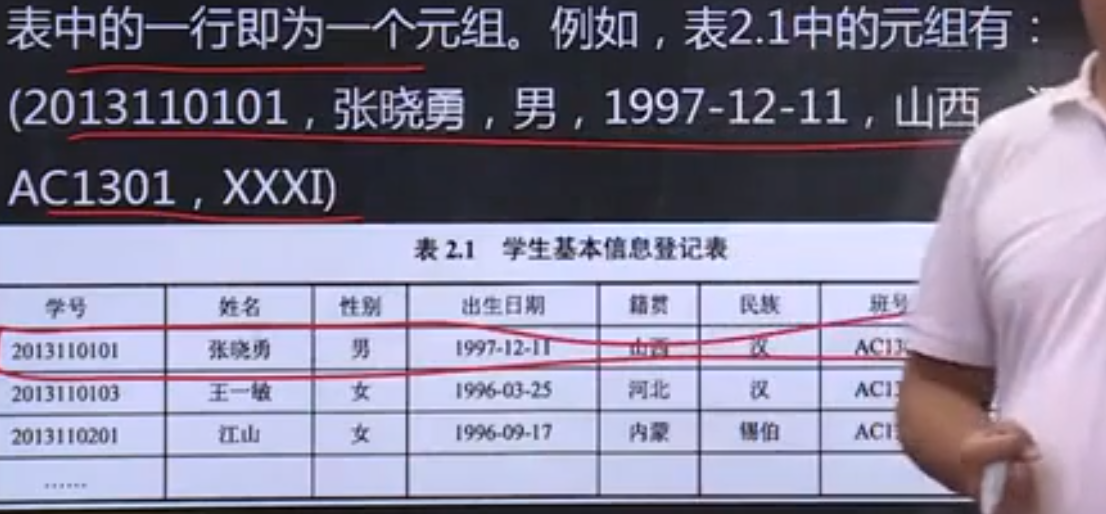 表中的一行即为一个元组。例如，表2.1中的元组有：
(2013110101，张晓勇，男，1997-12-11，山西
AC1301，XXXI)
表 2.1 学生基本信息登记表
学号 姓名 性别 出生日期 籍贯 民族 班号
2013110101 张晓勇 男 1997-12-11 山西 汉 AC13
2013110103 王一敏 女 1996-03-25 河北 汉 AC1
2013110201 江山 女 1996-09-17 内蒙 锡伯 AC1
……